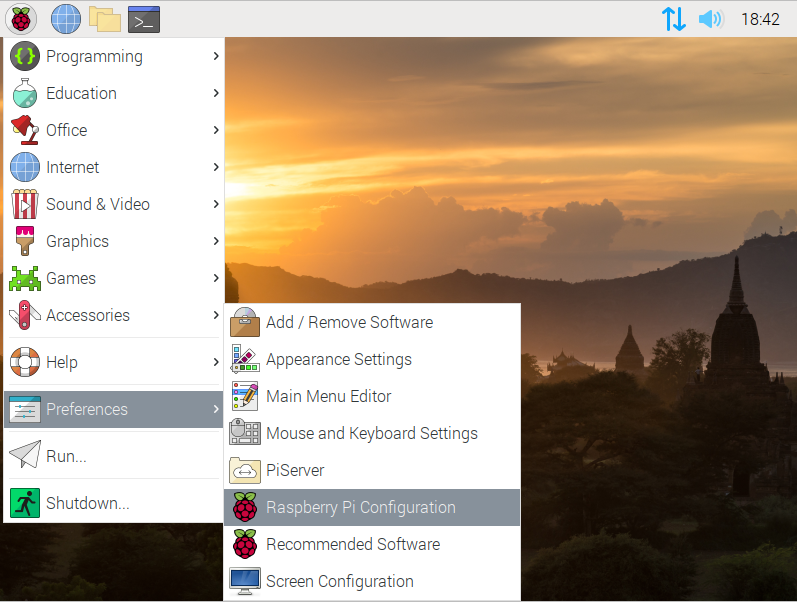 18:42
Programming
Education
Office
Internet
Sound & Video
Graphics
Games
Accessories
Help
Preferences
Run...
Shutdown...
Add / Remove Software
Appearance Settings
Main Menu Editor
Mouse and Keyboard Settings
PiServer
Raspberry Pi Configuration
Recommended Software
Screen Configuration